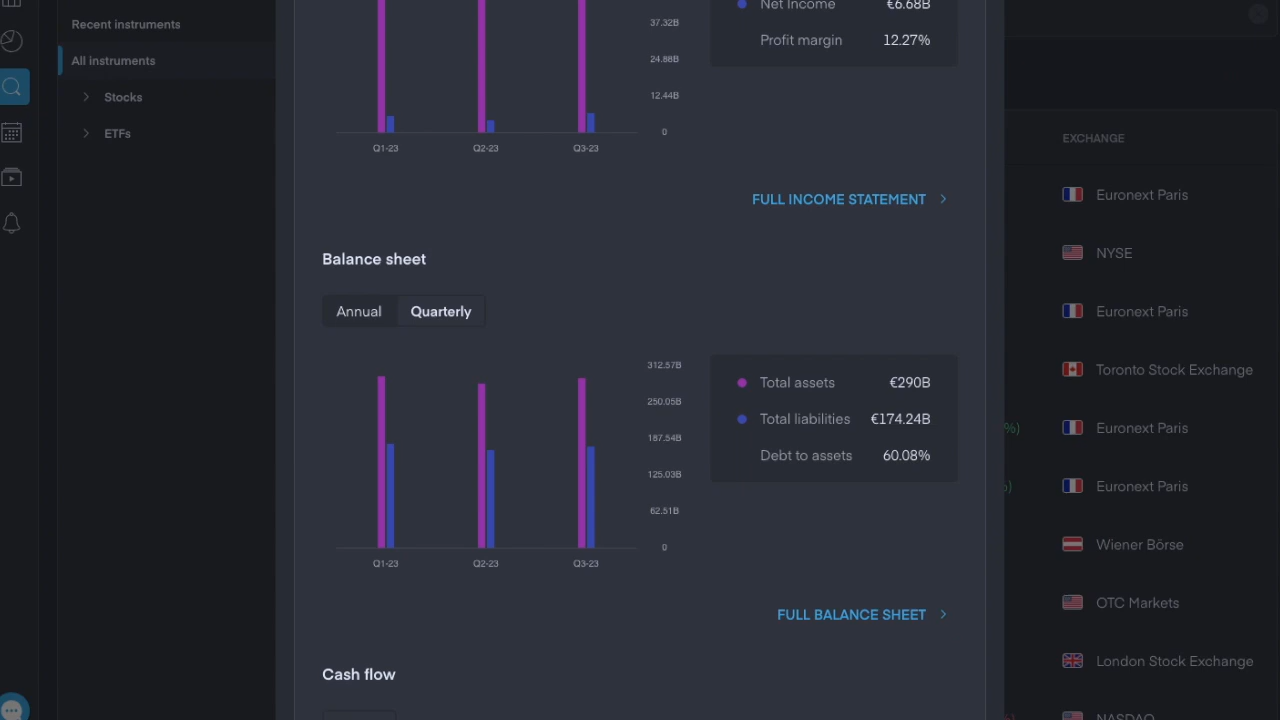 Recent instruments
All instruments
Stocks
ETFs
37.32B
24.88B
12.44B
0
Q1-23 Q2-23 Q3-23
Net Income €6.68B
Profit margin 12.27%
FULL INCOME STATEMENT
Balance sheet
Annual Quarterly
312.57B
250.05B
187.54B
125.03B
62.51B
0
Q1-23 Q2-23 Q3-23
Total assets €290B
Total liabilities €174.24B
Debt to assets 60.08%
FULL BALANCE SHEET
Cash flow
EXCHANGE
Euronext Paris
NYSE
Euronext Paris
Toronto Stock Exchange
%) Euronext Paris
) Euronext Paris
Wiener Börse
OTC Markets
London Stock Exchange
) NASDAQ